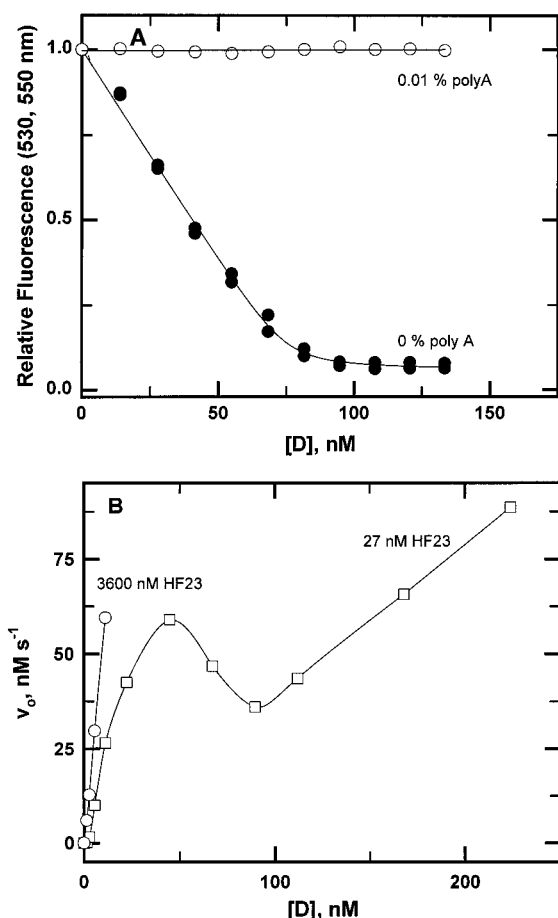 A
1.0
0.5
0.0
Relative Fluorescence (530, 550 nm)
0.01 % polyA
0 % poly A
0
50
100
150
[D], nM
B
75
50
25
0
v₀, nM s⁻¹
3600 nM HF23
27 nM HF23
0
100
200
[D], nM